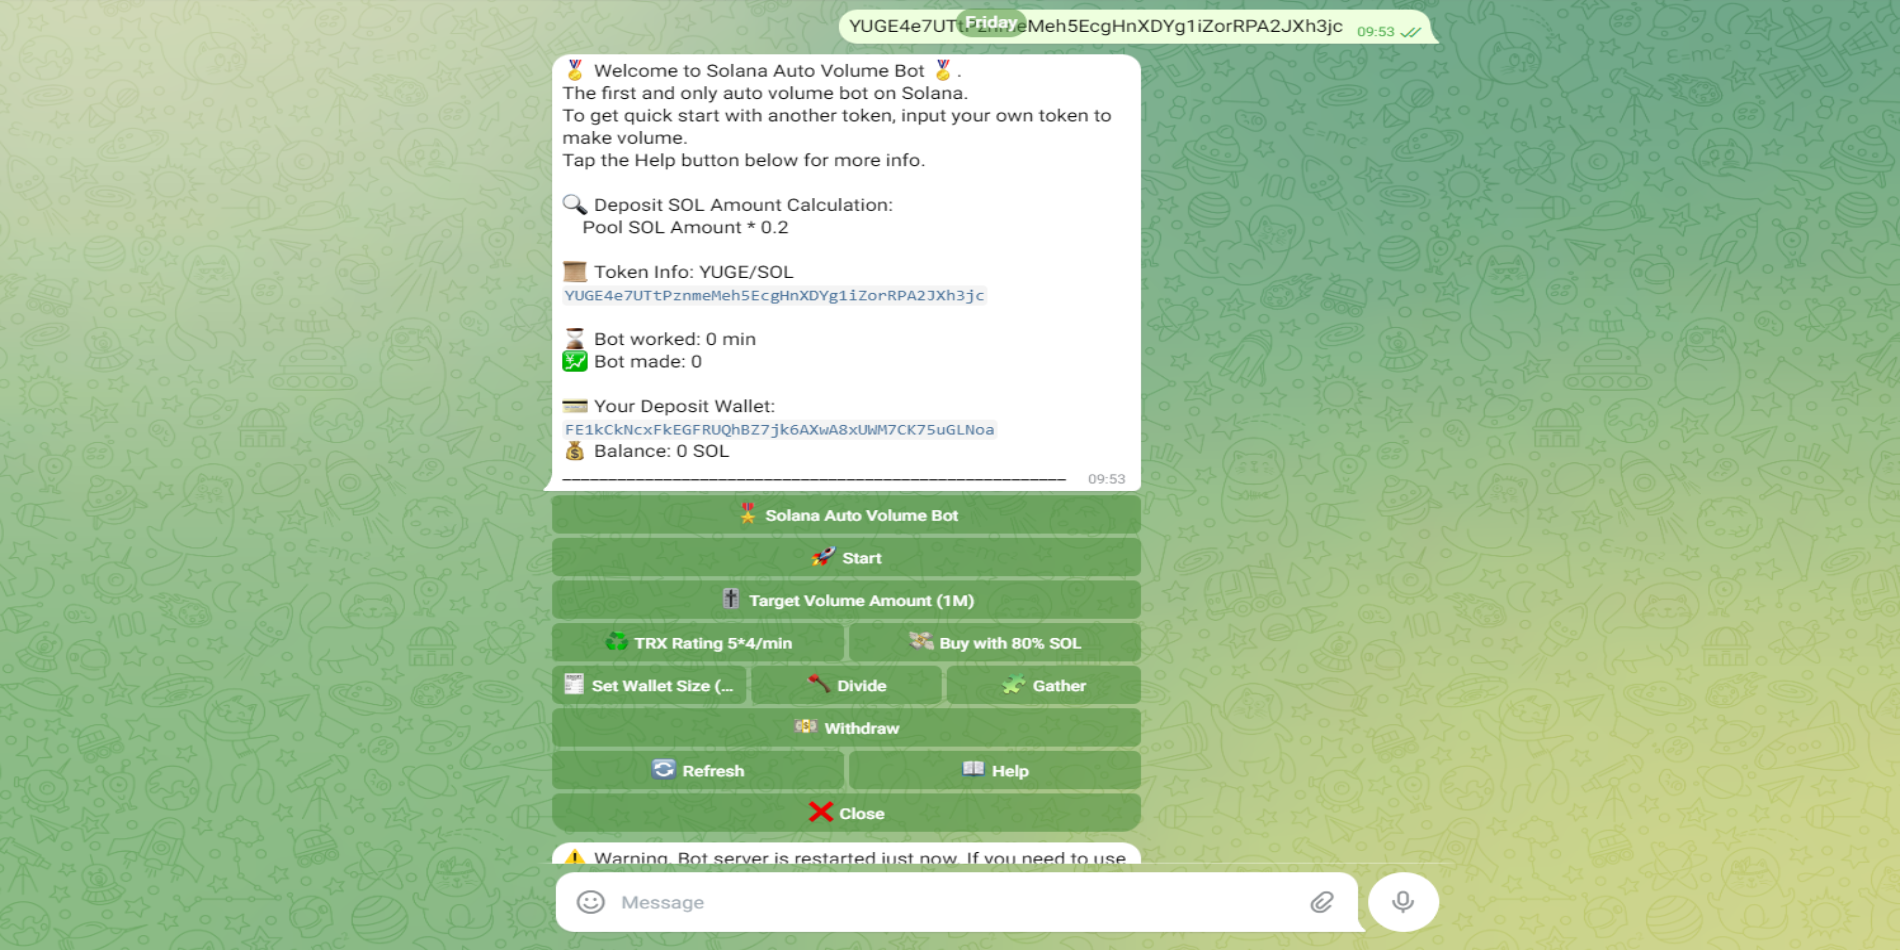 Friday
YUGE4e7UTtPznmeMeh5EcgHnXDYg1iZorRPA2JXh3jc 09:53
Welcome to Solana Auto Volume Bot .
The first and only auto volume bot on Solana.
To get quick start with another token, input your own token to
make volume.
Tap the Help button below for more info.
Deposit SOL Amount Calculation:
Pool SOL Amount * 0.2
Token Info: YUGE/SOL
YUGE4e7UTtPznmeMeh5EcgHnXDYg1iZorRPA2JXh3jc
Bot worked: 0 min
Bot made: 0
Your Deposit Wallet:
FE1kCkNcxFkEGFRUQhBZ7jk6AXwA8xUWM7CK75uGLNoa
Balance: 0 SOL
09:53
Solana Auto Volume Bot
Start
Target Volume Amount (1M)
TRX Rating 5*4/min
Buy with 80% SOL
Set Wallet Size (...
Divide
Gather
Withdraw
Refresh
Help
Close
Warning. Bot server is restarted just now. If you need to use
Message